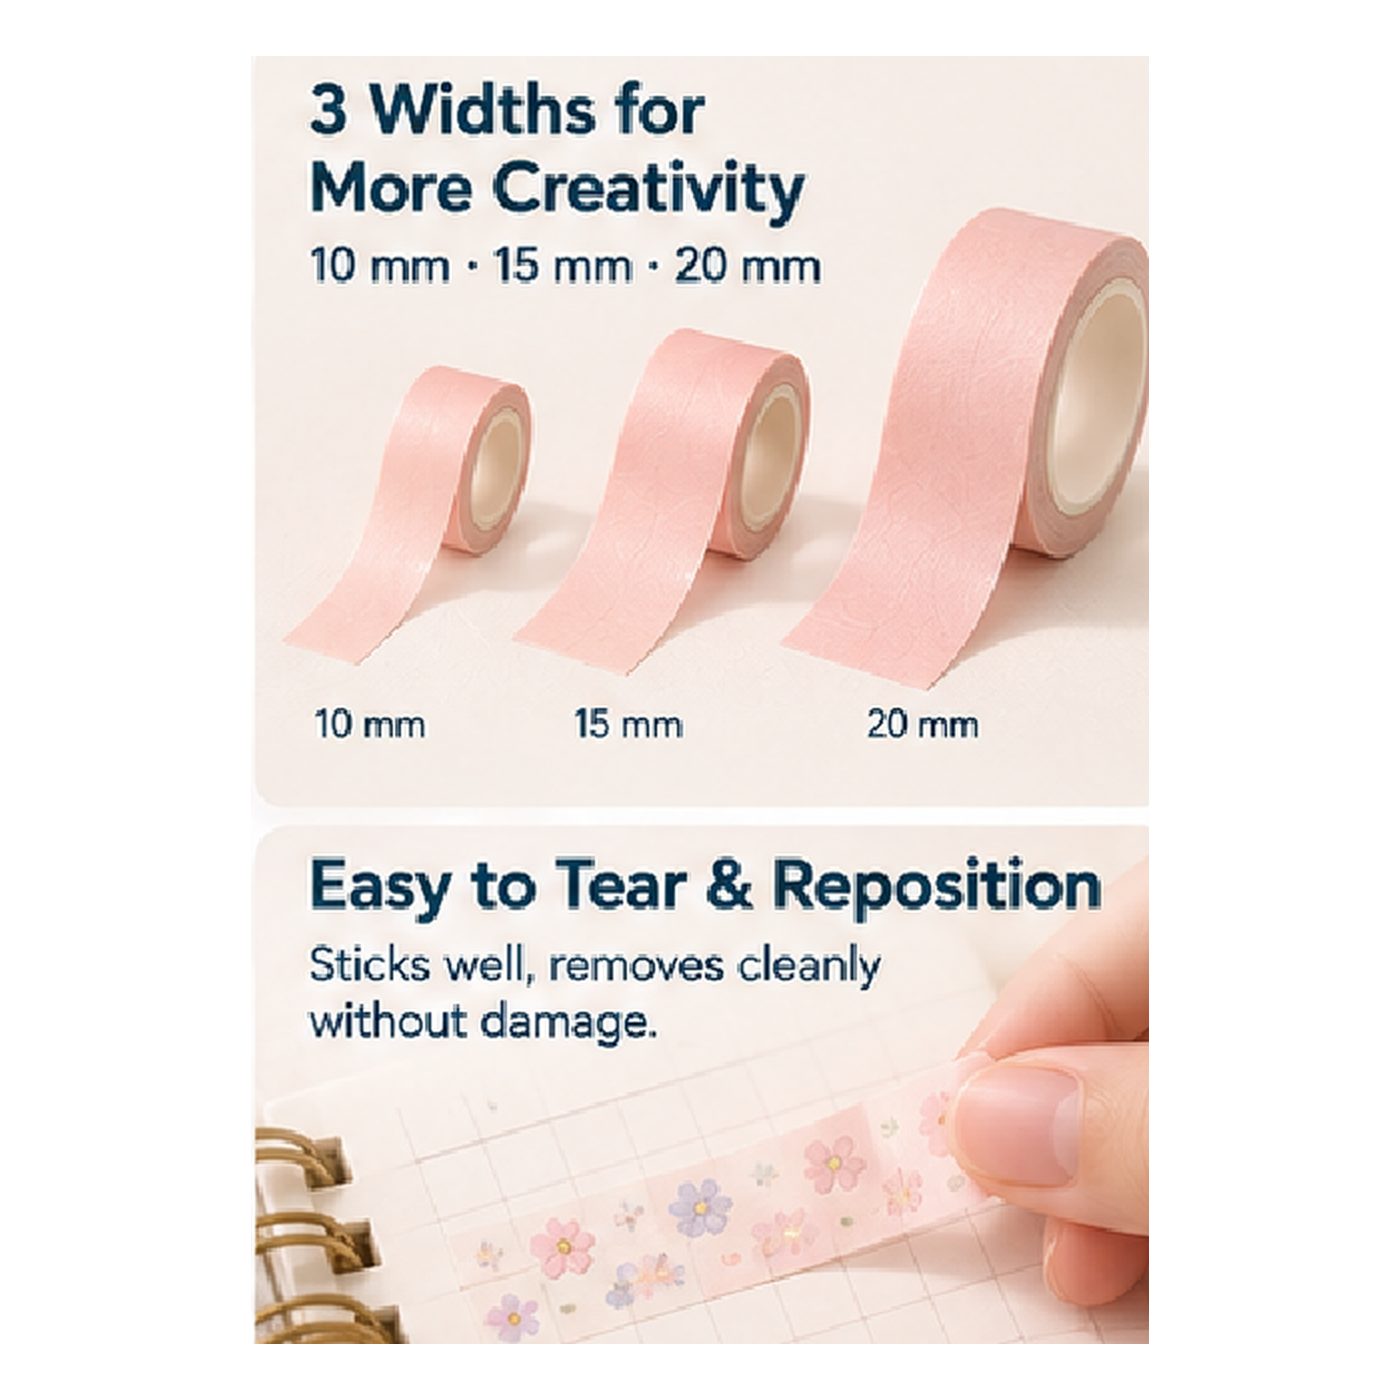 3 Widths for
More Creativity
10 mm · 15 mm · 20 mm
10 mm
15 mm
20 mm
Easy to Tear & Reposition
Sticks well, removes cleanly
without damage.